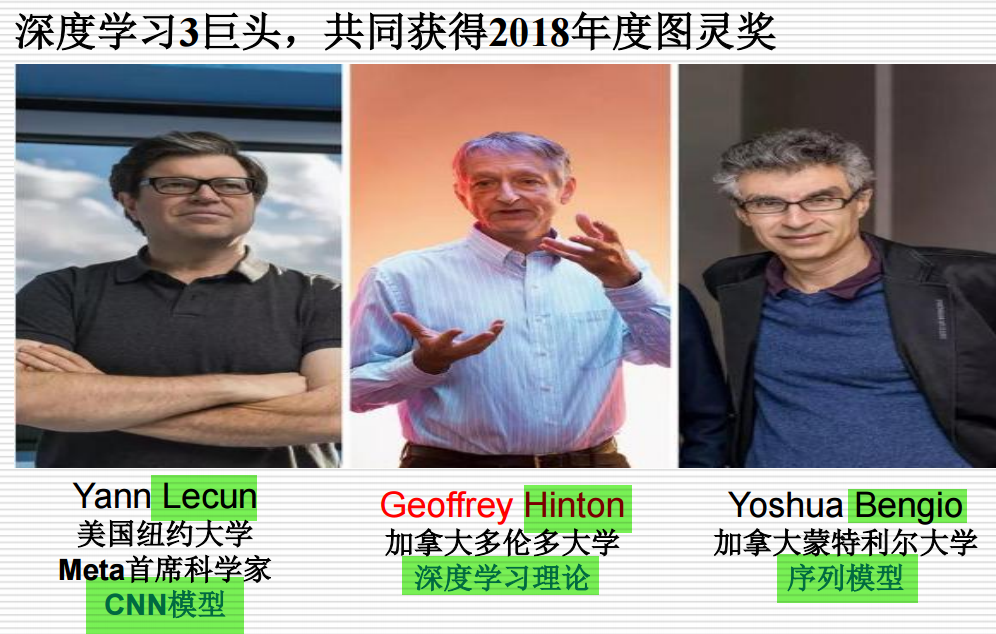 深度学习3巨头，共同获得2018年度图灵奖
Yann Lecun
美国纽约大学
Meta首席科学家
CNN模型
Geoffrey Hinton
加拿大多伦多大学
深度学习理论
Yoshua Bengio
加拿大蒙特利尔大学
序列模型